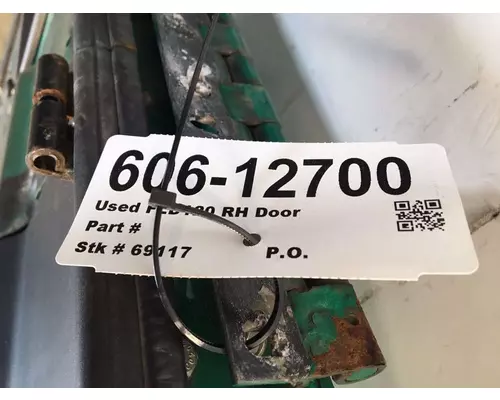 606-12700
Used RH Door
Part #
Stk # 69117
P.O.